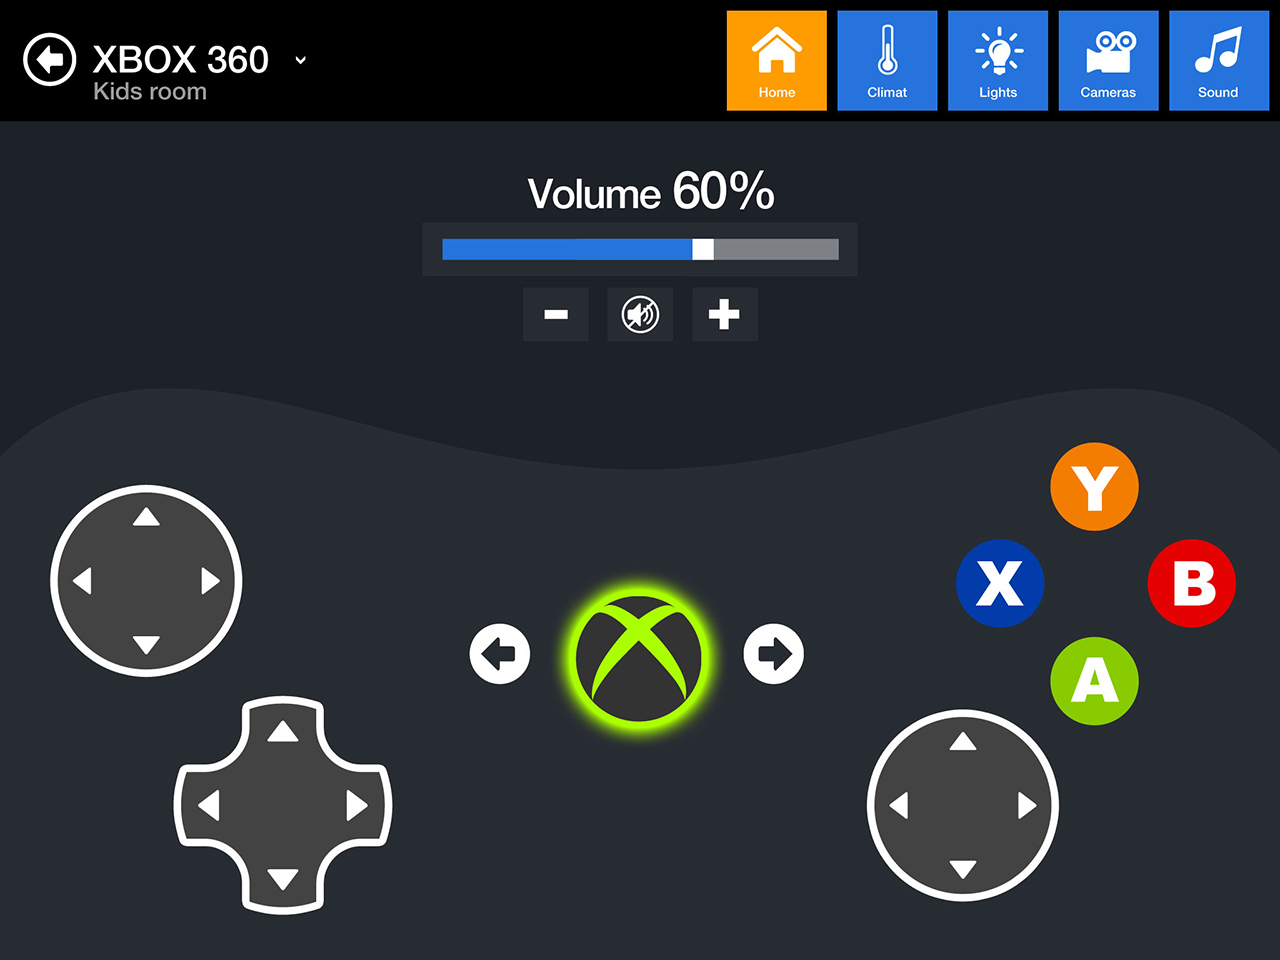 XBOX 360
Kids room
Home
Climat
Lights
Cameras
Sound
Volume 60%
Y
X
B
A